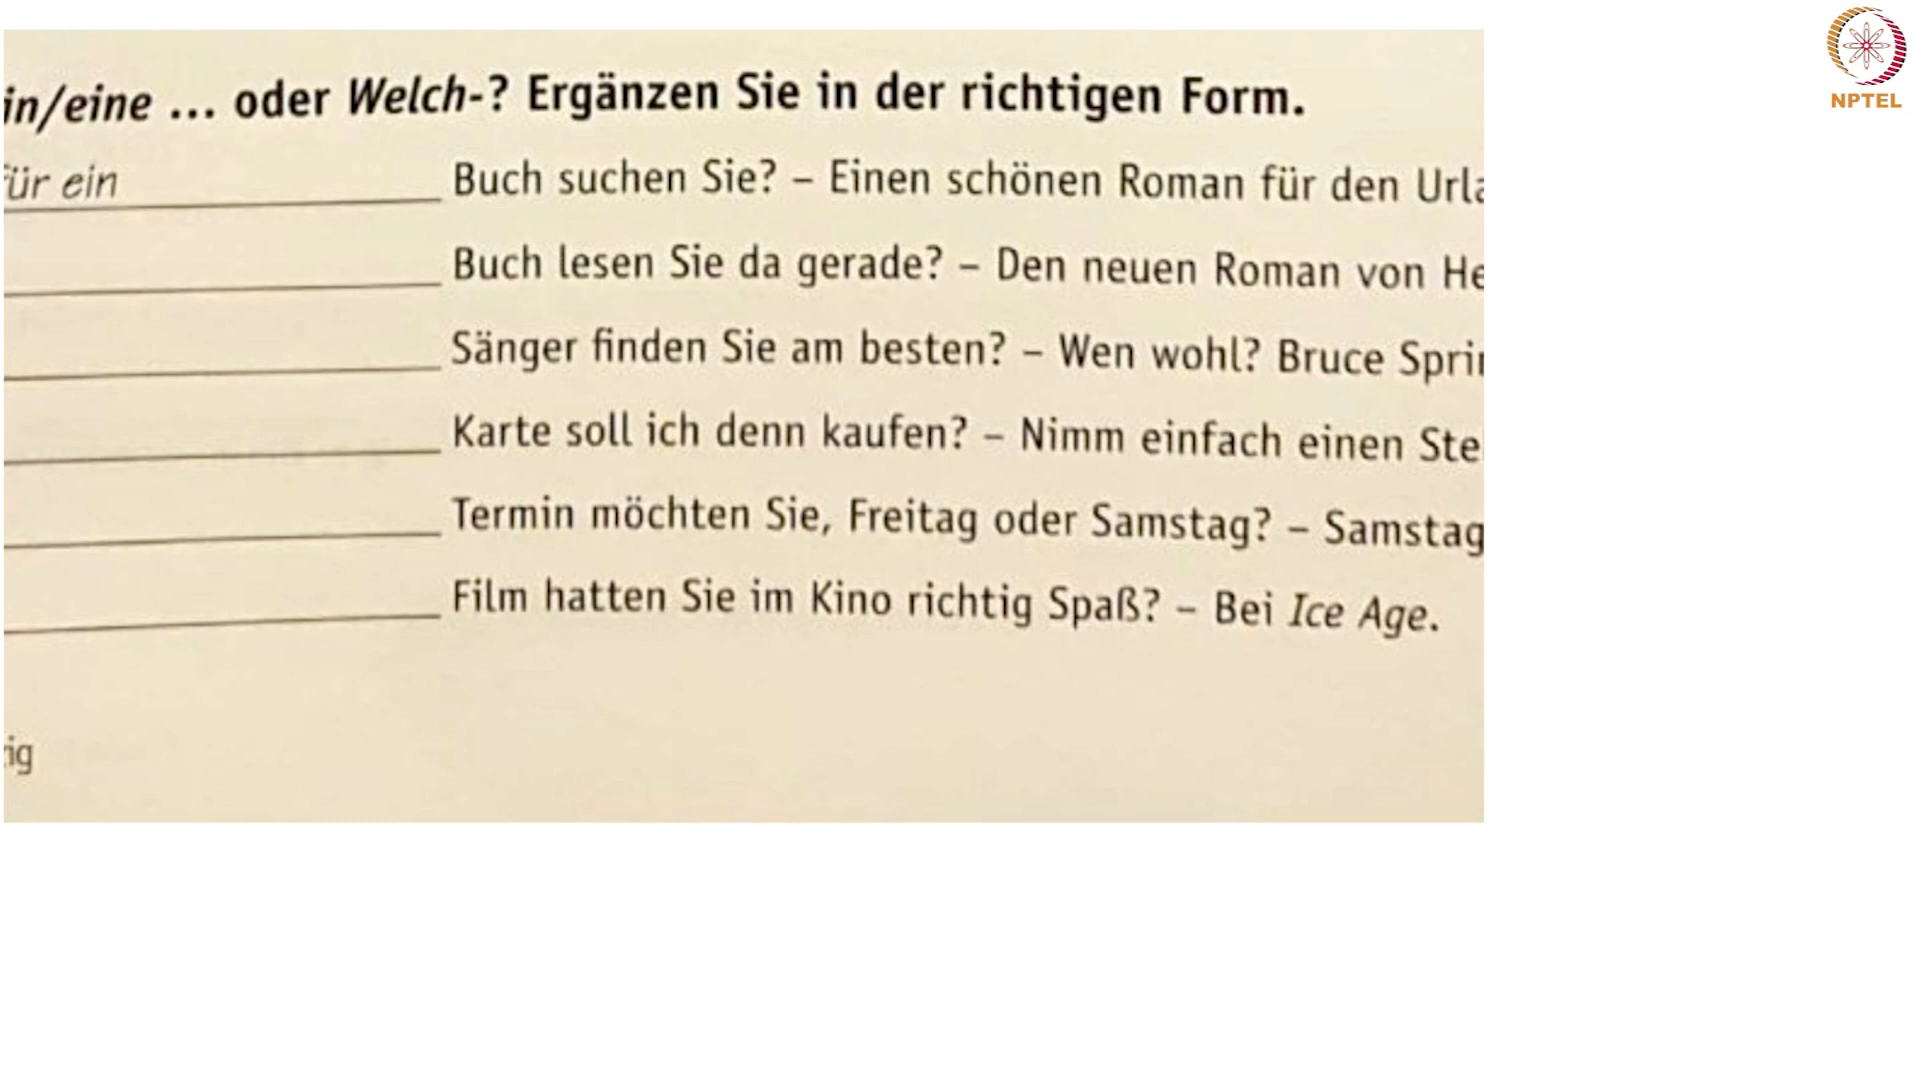 in/eine ... oder Welch-? Ergänzen Sie in der richtigen Form.
für ein Buch suchen Sie? – Einen schönen Roman für den Urla
Buch lesen Sie da gerade? – Den neuen Roman von He
Sänger finden Sie am besten? – Wen wohl? Bruce Sprin
Karte soll ich denn kaufen? – Nimm einfach einen Ste
Termin möchten Sie, Freitag oder Samstag? – Samstag
Film hatten Sie im Kino richtig Spaß? – Bei Ice Age.
ig
NPTEL